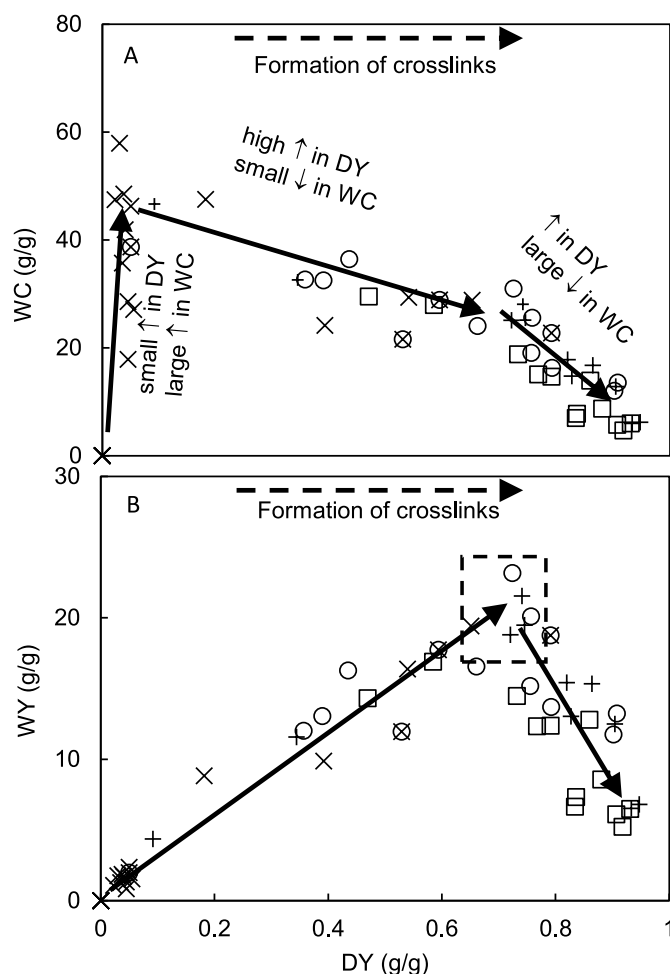 80
A
Formation of crosslinks
60
high ↑ in DY
small ↓ in WC
↑ in DY
large ↓ in WC
WC (g/g)
40
small ↑ in DY
large ↑ in WC
20
0
30
B
Formation of crosslinks
20
WY (g/g)
10
0
0 0.2 0.4 0.6 0.8 1
DY (g/g)